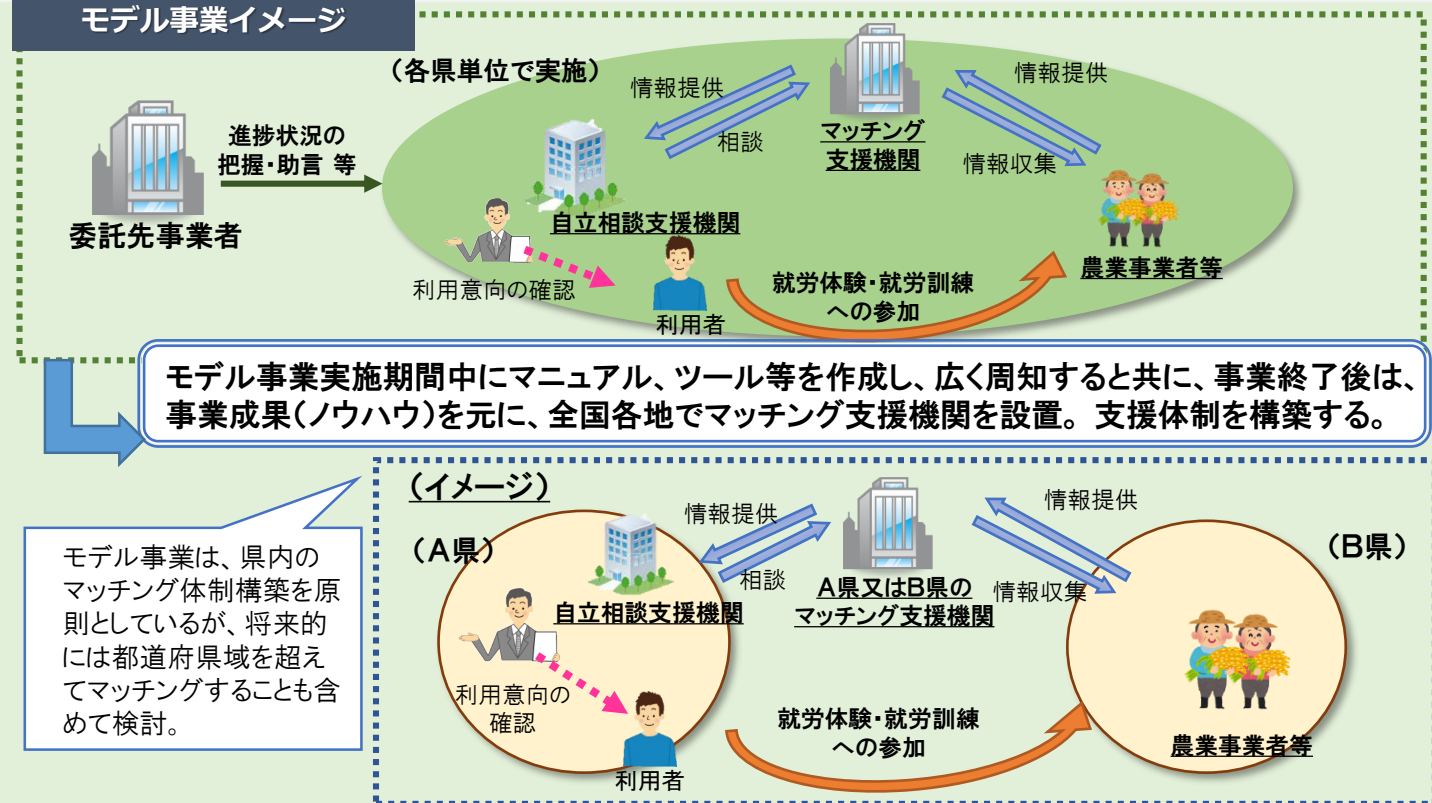 モデル事業イメージ
(各県単位で実施)
情報提供
相談
マッチング
支援機関
情報提供
情報収集
進捗状況の
把握・助言 等
委託先事業者
自立相談支援機関
利用意向の確認
利用者
就労体験・就労訓練
への参加
農業事業者等
モデル事業実施期間中にマニュアル、ツール等を作成し、広く周知すると共に、事業終了後は、
事業成果(ノウハウ)を元に、全国各地でマッチング支援機関を設置。支援体制を構築する。
モデル事業は、県内の
マッチング体制構築を原
則としているが、将来的
には都道府県域を超え
てマッチングすることも含
めて検討。
(イメージ)
(A県)
情報提供
相談
自立相談支援機関
A県又はB県の
マッチング支援機関
情報提供
情報収集
(B県)
利用意向の
確認
利用者
就労体験・就労訓練
への参加
農業事業者等